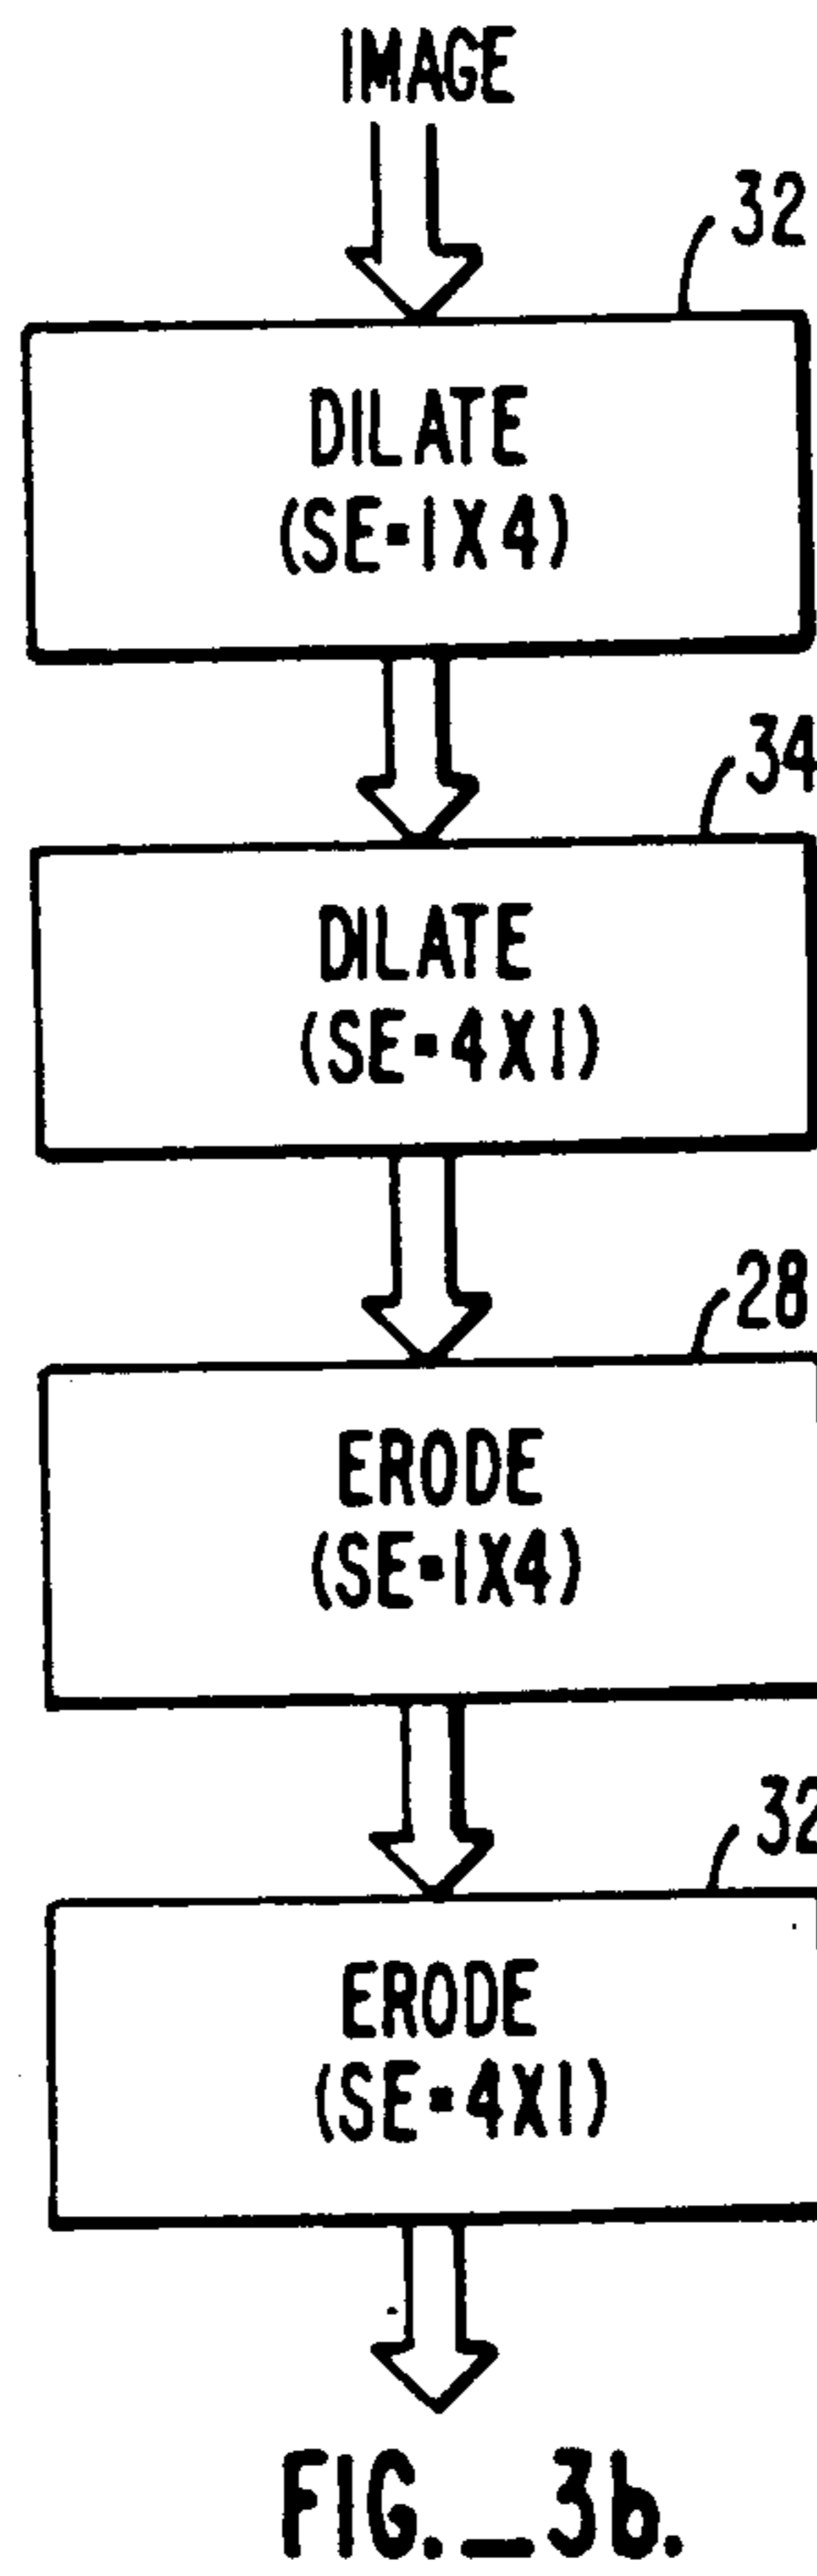 IMAGE
32
DILATE
(SE=1X4)
34
DILATE
(SE=4X1)
28
ERODE
(SE=1X4)
32
ERODE
(SE=4X1)
FIG._3b.